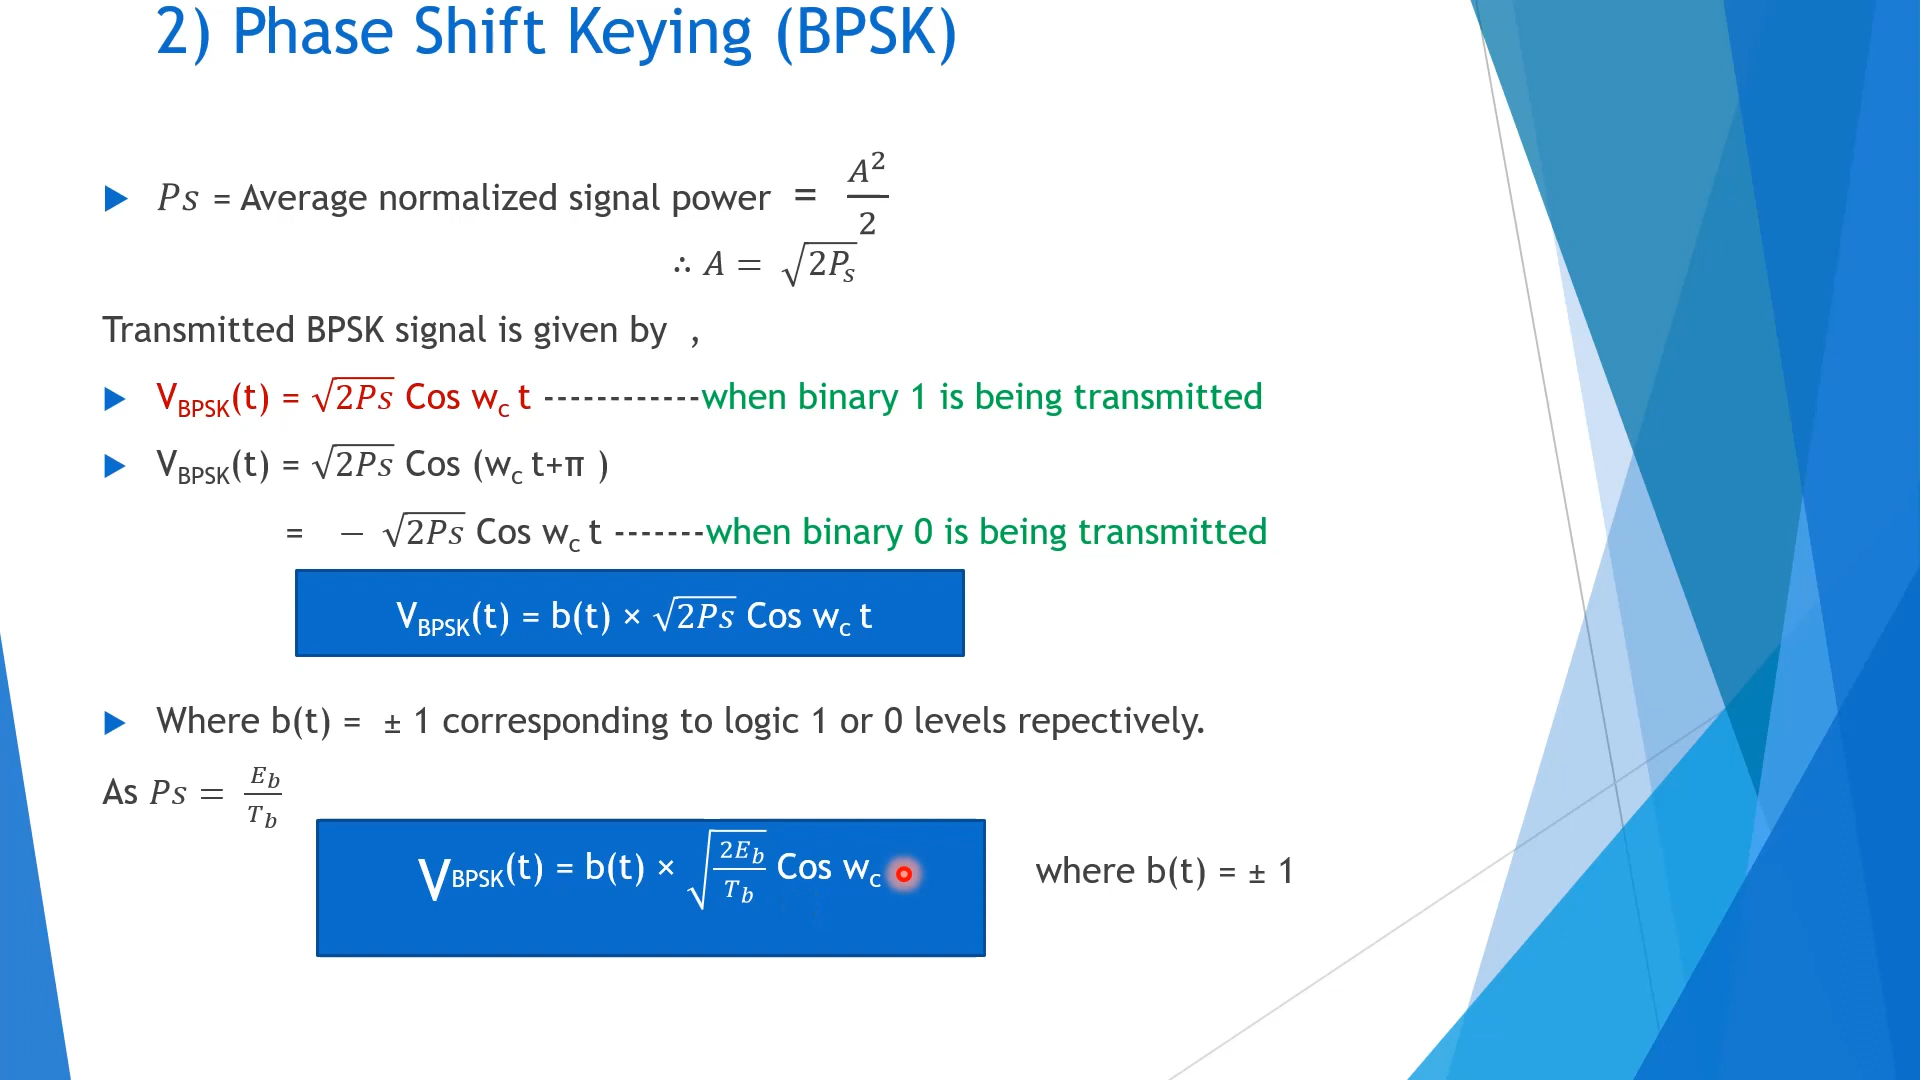 2) Phase Shift Keying (BPSK)
▶ Ps = Average normalized signal power = A²/2
∴ A = √2Pₛ
Transmitted BPSK signal is given by ,
▶ V_BPSK(t) = √2Ps Cos w_c t ------------when binary 1 is being transmitted
▶ V_BPSK(t) = √2Ps Cos (w_c t+π )
= − √2Ps Cos w_c t -------when binary 0 is being transmitted
V_BPSK(t) = b(t) × √2Ps Cos w_c t
▶ Where b(t) = ± 1 corresponding to logic 1 or 0 levels repectively.
As Ps = E_b/T_b
V_BPSK(t) = b(t) × √(2E_b/T_b) Cos w_c where b(t) = ± 1